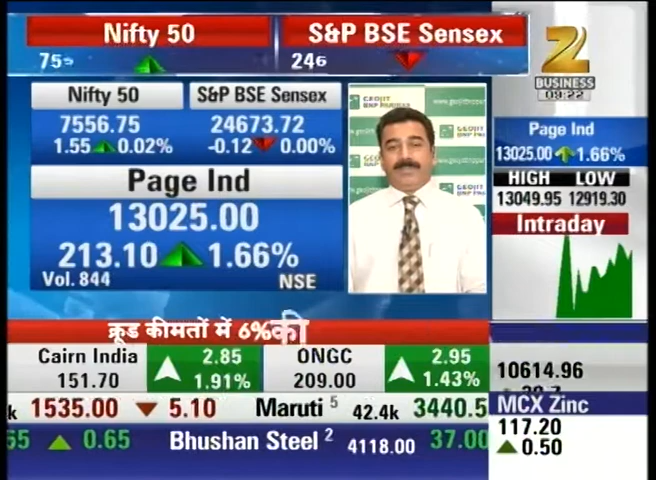 Nifty 50
S&P BSE Sensex
246
Z
BUSINESS
09:22
Nifty 50
S&P BSE Sensex
7556.75
24673.72
1.55 0.02%
-0.12 0.00%
Page Ind
13025.00
213.10 1.66%
Vol. 844
NSE
GEOJIT
BNP PARIBAS
Page Ind
13025.00 1.66%
HIGH LOW
13049.95 12919.30
Intraday
क्रूड कीमतों में 6% की
Cairn India
151.70
2.85
1.91%
ONGC
209.00
2.95
1.43%
10614.96
k 1535.00 5.10 Maruti 5 42.4k 3440.5
MCX Zinc
117.20
0.50
65 0.65 Bhushan Steel 2 4118.00 37.00